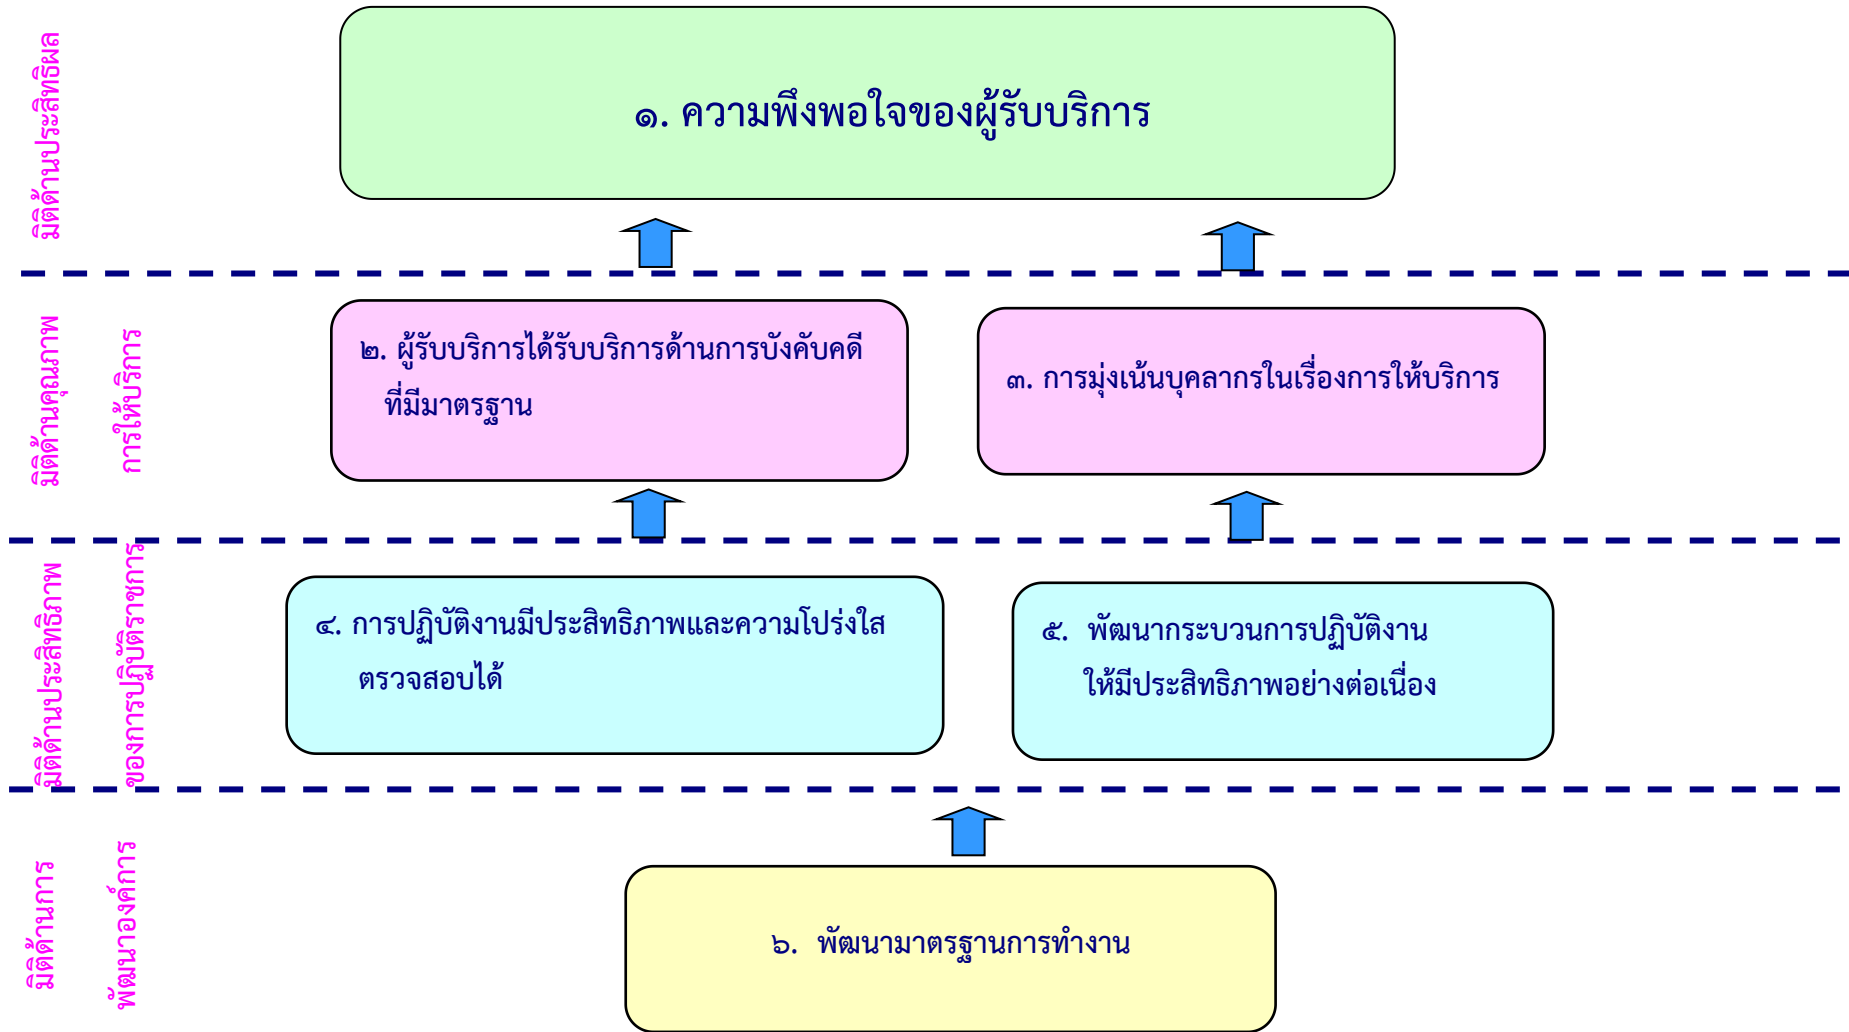 มิติด้านประสิทธิผล
๑. ความพึงพอใจของผู้รับบริการ
มิติด้านคุณภาพ
การให้บริการ
๒. ผู้รับบริการได้รับบริการด้านการบังคับคดี
ที่มีมาตรฐาน
๓. การมุ่งเน้นบุคลากรในเรื่องการให้บริการ
มิติด้านประสิทธิภาพ
ของการปฏิบัติราชการ
๔. การปฏิบัติงานมีประสิทธิภาพและความโปร่งใส
ตรวจสอบได้
๕. พัฒนากระบวนการปฏิบัติงาน
ให้มีประสิทธิภาพอย่างต่อเนื่อง
มิติด้านการ
พัฒนาองค์การ
๖. พัฒนามาตรฐานการทำงาน